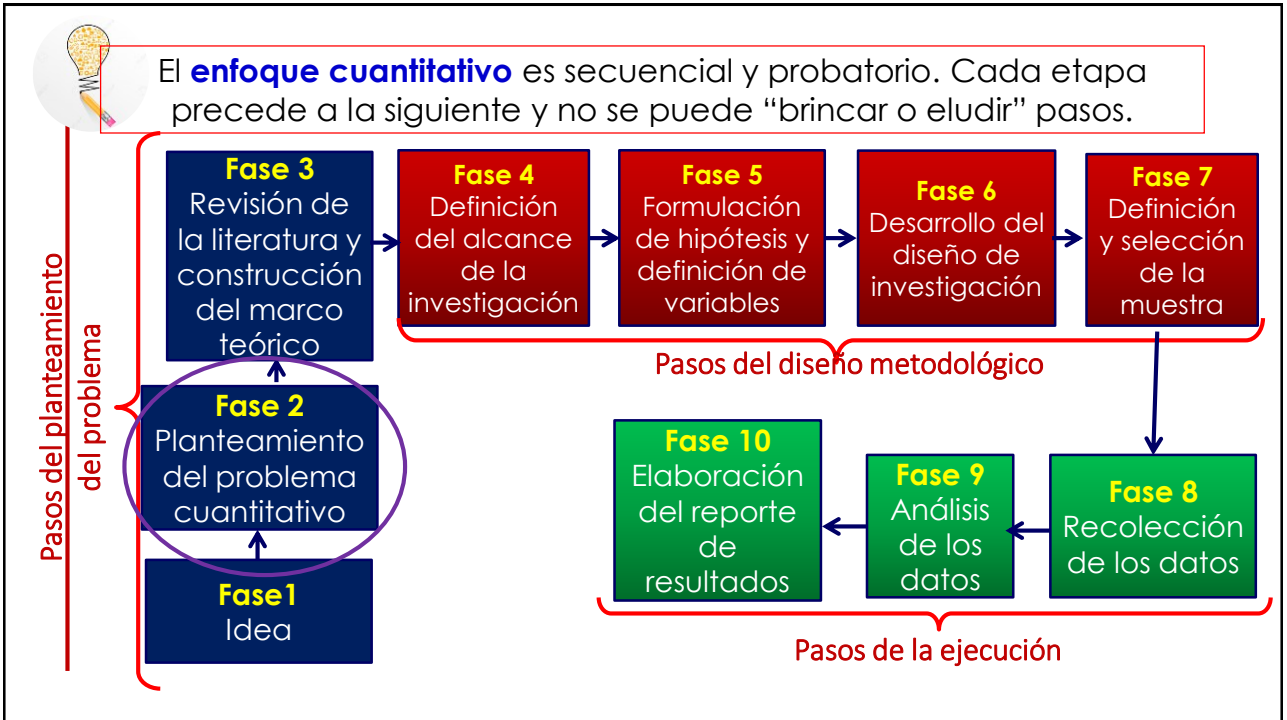 El enfoque cuantitativo es secuencial y probatorio. Cada etapa
precede a la siguiente y no se puede “brincar o eludir” pasos.
Pasos del planteamiento
del problema
Fase1
Idea
Fase 2
Planteamiento
del problema
cuantitativo
Fase 3
Revisión de
la literatura y
construcción
del marco
teórico
Fase 4
Definición
del alcance
de la
investigación
Fase 5
Formulación
de hipótesis y
definición de
variables
Fase 6
Desarrollo del
diseño de
investigación
Fase 7
Definición
y selección
de la
muestra
Pasos del diseño metodológico
Fase 8
Recolección
de los datos
Fase 9
Análisis
de los
datos
Fase 10
Elaboración
del reporte
de
resultados
Pasos de la ejecución